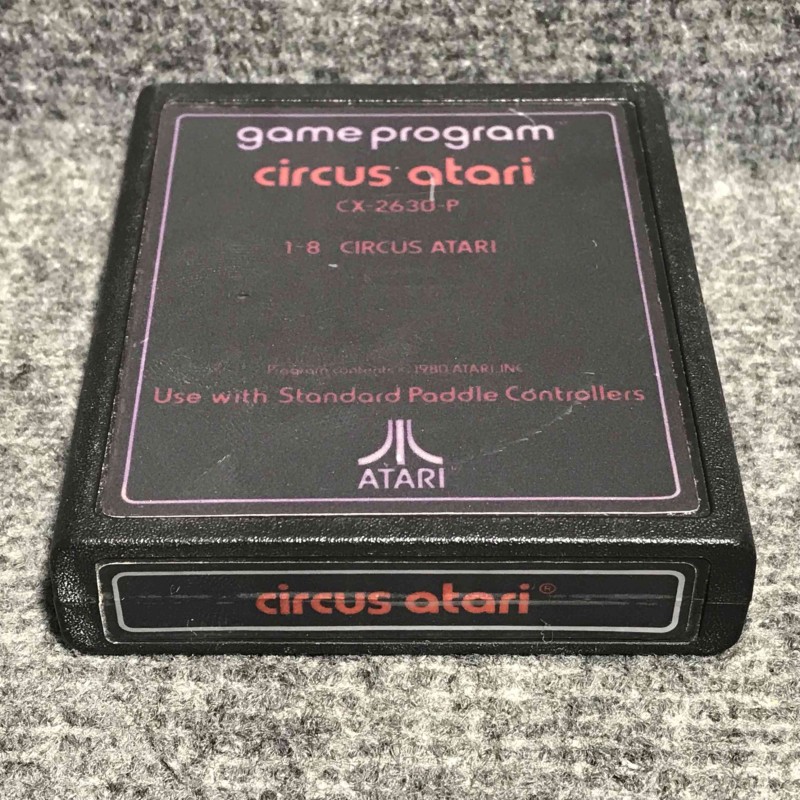 game program
circus atari
CX-2630-P
1-8 CIRCUS ATARI
Program contents © 1980 ATARI, INC
Use with Standard Paddle Controllers
ATARI
circus atari®